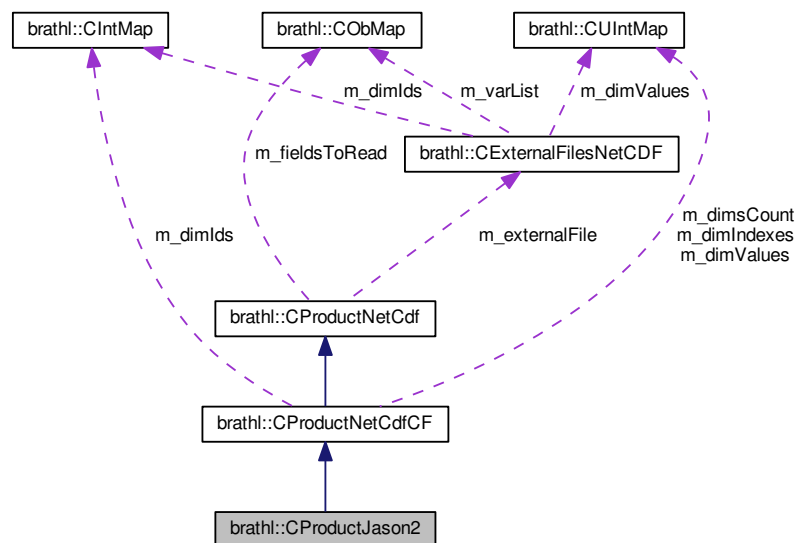 brathl::CIntMap
brathl::CObMap
brathl::CUIntMap
m_dimIds
m_varList
m_dimValues
m_fieldsToRead
brathl::CExternalFilesNetCDF
m_dimIds
m_externalFile
m_dimsCount
m_dimIndexes
m_dimValues
brathl::CProductNetCdf
brathl::CProductNetCdfCF
brathl::CProductJason2